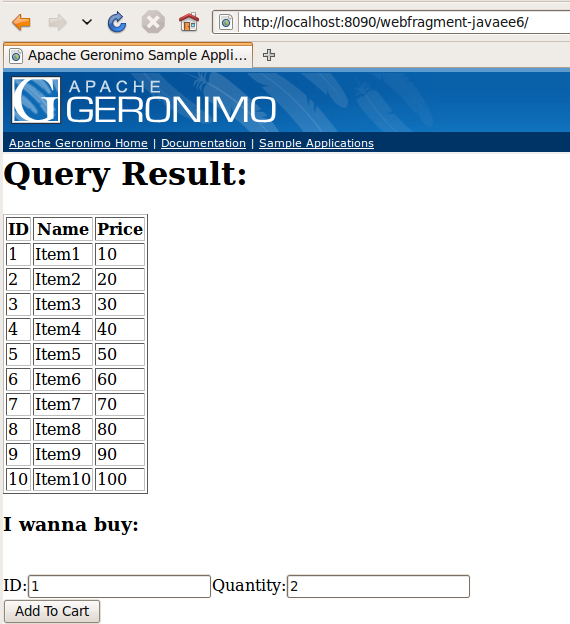 http://localhost:8090/webfragment-javaee6/
Apache Geronimo Sample Appli...
APACHE
GERONIMO
Apache Geronimo Home | Documentation | Sample Applications
Query Result:
ID Name Price
1 Item1 10
2 Item2 20
3 Item3 30
4 Item4 40
5 Item5 50
6 Item6 60
7 Item7 70
8 Item8 80
9 Item9 90
10 Item10 100
I wanna buy:
ID: 1 Quantity: 2
Add To Cart